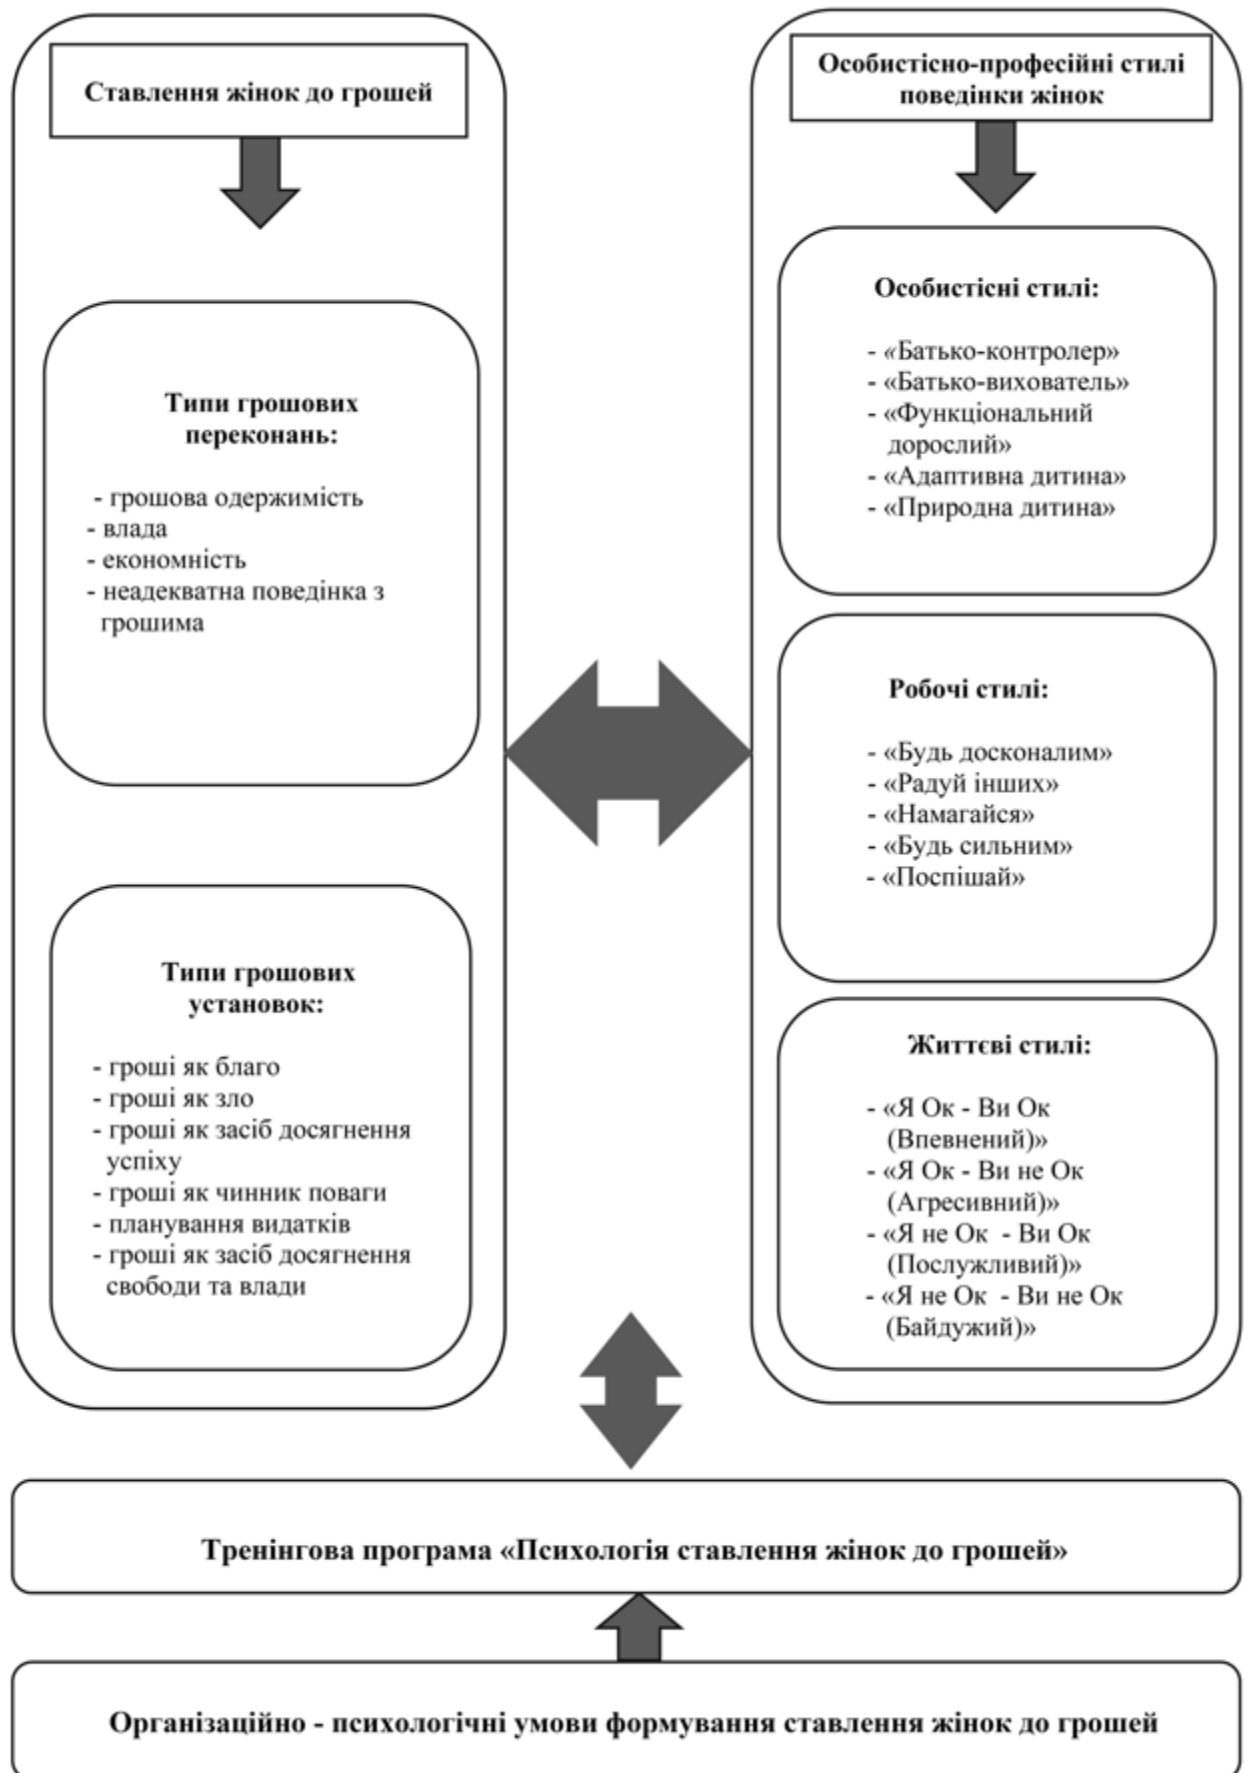 Ставлення жінок до грошей
Типи грошових
переконань:
- грошова одержимість
- влада
- економність
- неадекватна поведінка з
грошима
Типи грошових
установок:
- гроші як благо
- гроші як зло
- гроші як засіб досягнення
успіху
- гроші як чинник поваги
- планування видатків
- гроші як засіб досягнення
свободи та влади
Особистісно-професійні стилі
поведінки жінок
Особистісні стилі:
- «Батько-контролер»
- «Батько-вихователь»
- «Функціональний
дорослий»
- «Адаптивна дитина»
- «Природна дитина»
Робочі стилі:
- «Будь досконалим»
- «Радуй інших»
- «Намагайся»
- «Будь сильним»
- «Поспішай»
Життєві стилі:
- «Я Ок - Ви Ок
(Впевнений)»
- «Я Ок - Ви не Ок
(Агресивний)»
- «Я не Ок - Ви Ок
(Послужливий)»
- «Я не Ок - Ви не Ок
(Байдужий)»
Тренінгова програма «Психологія ставлення жінок до грошей»
Організаційно - психологічні умови формування ставлення жінок до грошей